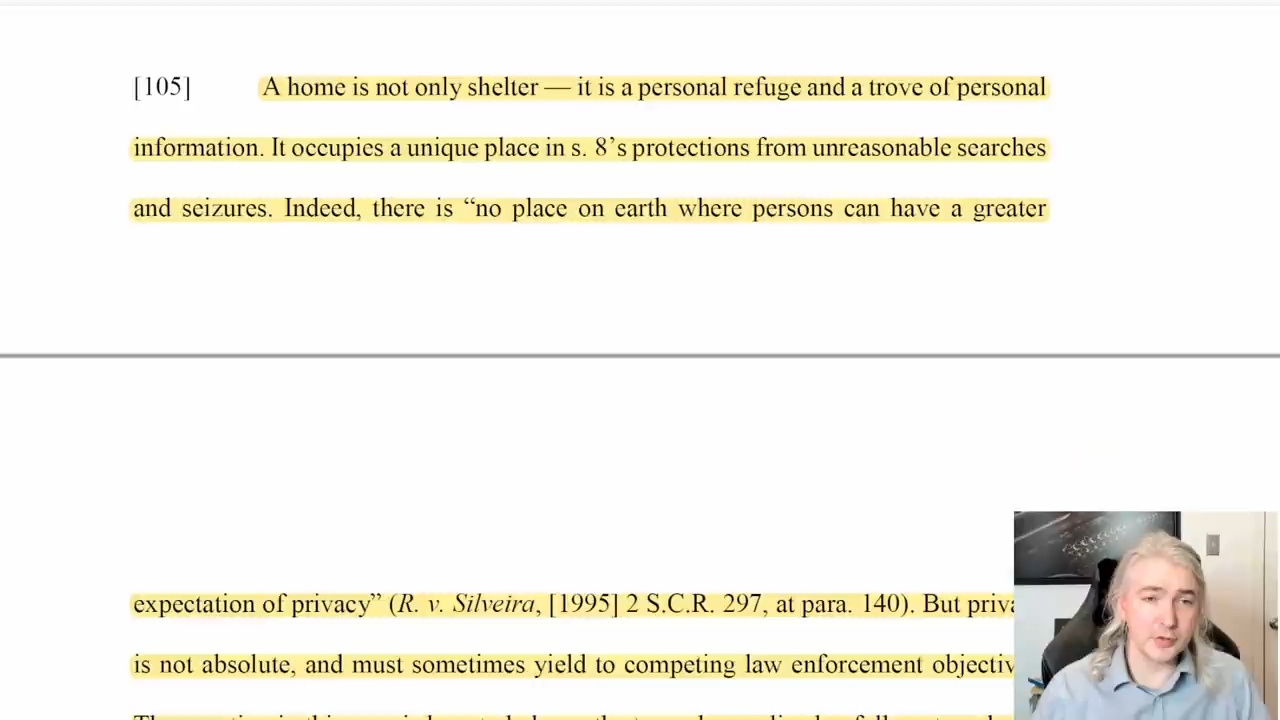 [105] A home is not only shelter — it is a personal refuge and a trove of personal
information. It occupies a unique place in s. 8’s protections from unreasonable searches
and seizures. Indeed, there is “no place on earth where persons can have a greater
expectation of privacy” (R. v. Silveira, [1995] 2 S.C.R. 297, at para. 140). But
is not absolute, and must sometimes yield to competing law enforcement